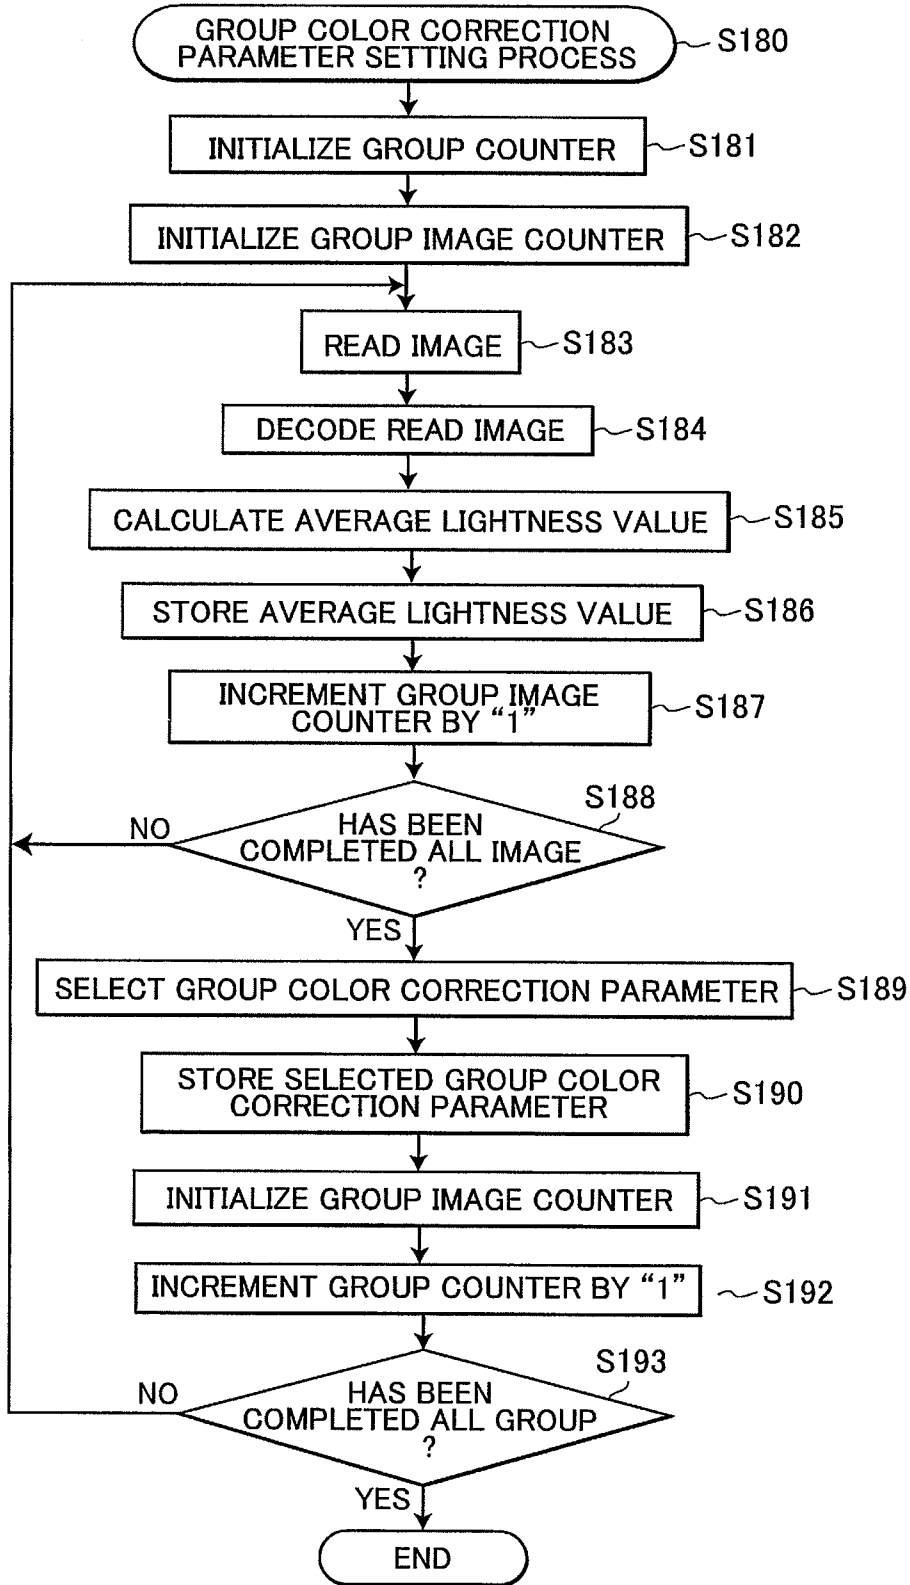 GROUP COLOR CORRECTION
PARAMETER SETTING PROCESS
S180
INITIALIZE GROUP COUNTER
S181
INITIALIZE GROUP IMAGE COUNTER
S182
READ IMAGE
S183
DECODE READ IMAGE
S184
CALCULATE AVERAGE LIGHTNESS VALUE
S185
STORE AVERAGE LIGHTNESS VALUE
S186
INCREMENT GROUP IMAGE
COUNTER BY “1”
S187
S188
HAS BEEN
COMPLETED ALL IMAGE
?
NO
YES
SELECT GROUP COLOR CORRECTION PARAMETER
S189
STORE SELECTED GROUP COLOR
CORRECTION PARAMETER
S190
INITIALIZE GROUP IMAGE COUNTER
S191
INCREMENT GROUP COUNTER BY “1”
S192
S193
HAS BEEN
COMPLETED ALL GROUP
?
NO
YES
END